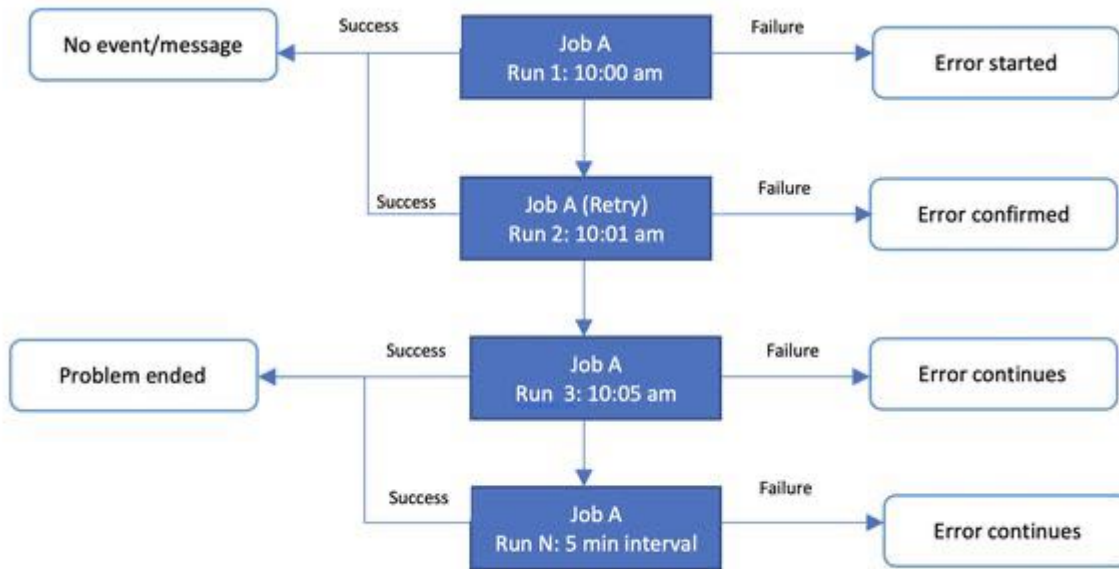 Success
Failure
No event/message
Job A
Run 1: 10:00 am
Error started
Success
Failure
Job A (Retry)
Run 2: 10:01 am
Error confirmed
Success
Failure
Problem ended
Job A
Run 3: 10:05 am
Error continues
Success
Failure
Job A
Run N: 5 min interval
Error continues